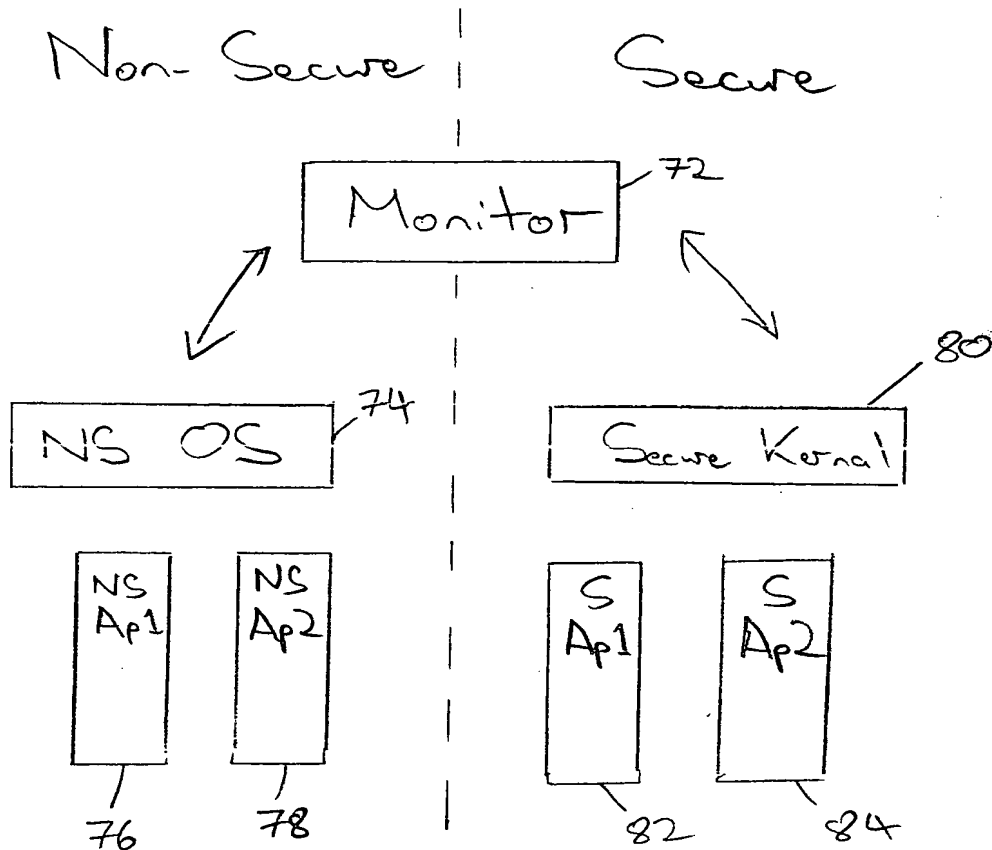 Non- Secure
Secure
72
Monitor
80
74
NS OS
Secure Kernal
NS
Ap1
NS
Ap2
S
Ap1
S
Ap2
76
78
82
84